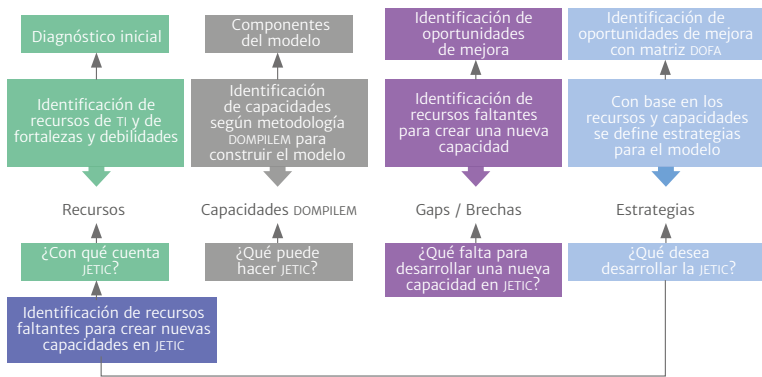 Diagnóstico inicial
Componentes
del modelo
Identificación de
oportunidades
de mejora
Identificación de
oportunidades de mejora
con matriz DOFA
Identificación de
recursos de TI y de
fortalezas y debilidades
Identificación
de capacidades
según metodología
DOMPILEM para
construir el modelo
Identificación de
recursos faltantes
para crear una nueva
capacidad
Con base en los
recursos y capacidades
se define estrategias
para el modelo
Recursos
Capacidades DOMPILEM
Gaps / Brechas
Estrategias
¿Con qué cuenta
JETIC?
¿Qué puede
hacer JETIC?
¿Qué falta para
desarrollar una nueva
capacidad en JETIC?
¿Qué desea
desarrollar la JETIC?
Identificación de recursos
faltantes para crear nuevas
capacidades en JETIC